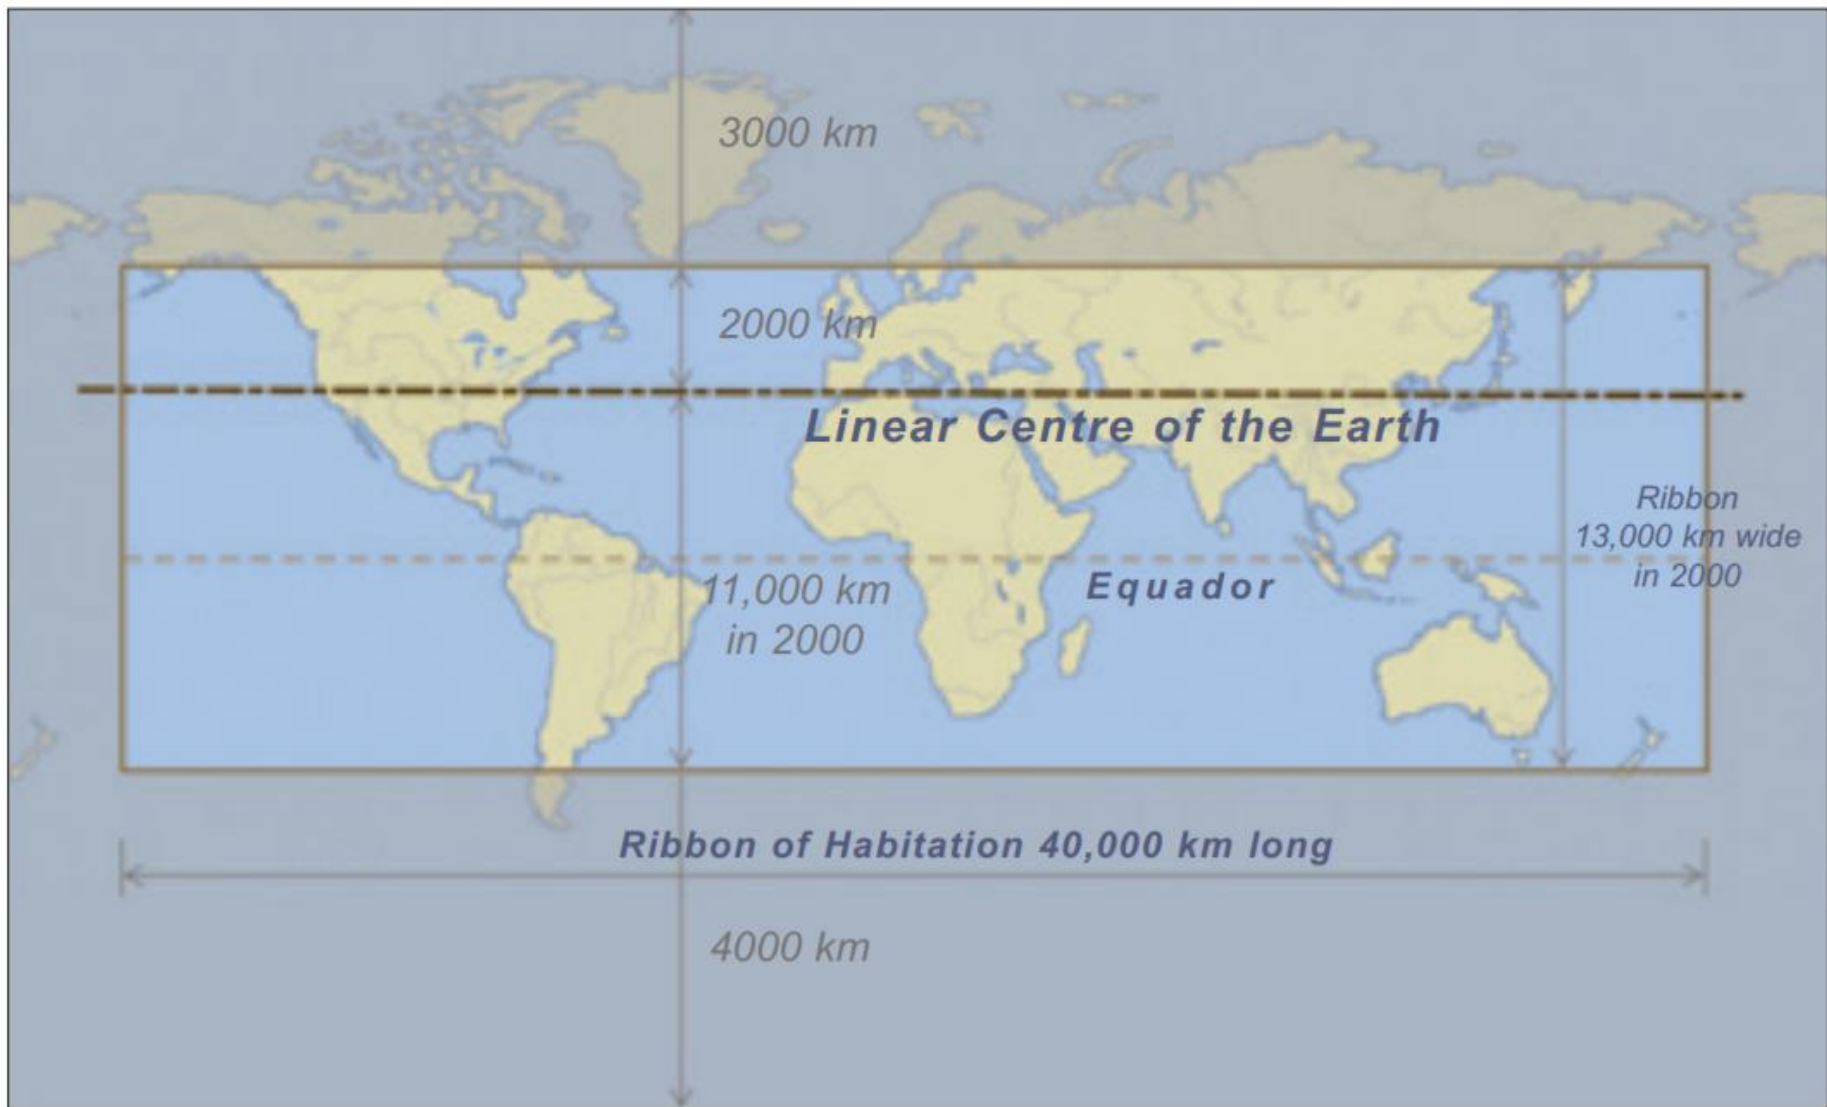 3000 km
2000 km
Linear Centre of the Earth
Ribbon
13,000 km wide
in 2000
Equador
11,000 km
in 2000
Ribbon of Habitation 40,000 km long
4000 km